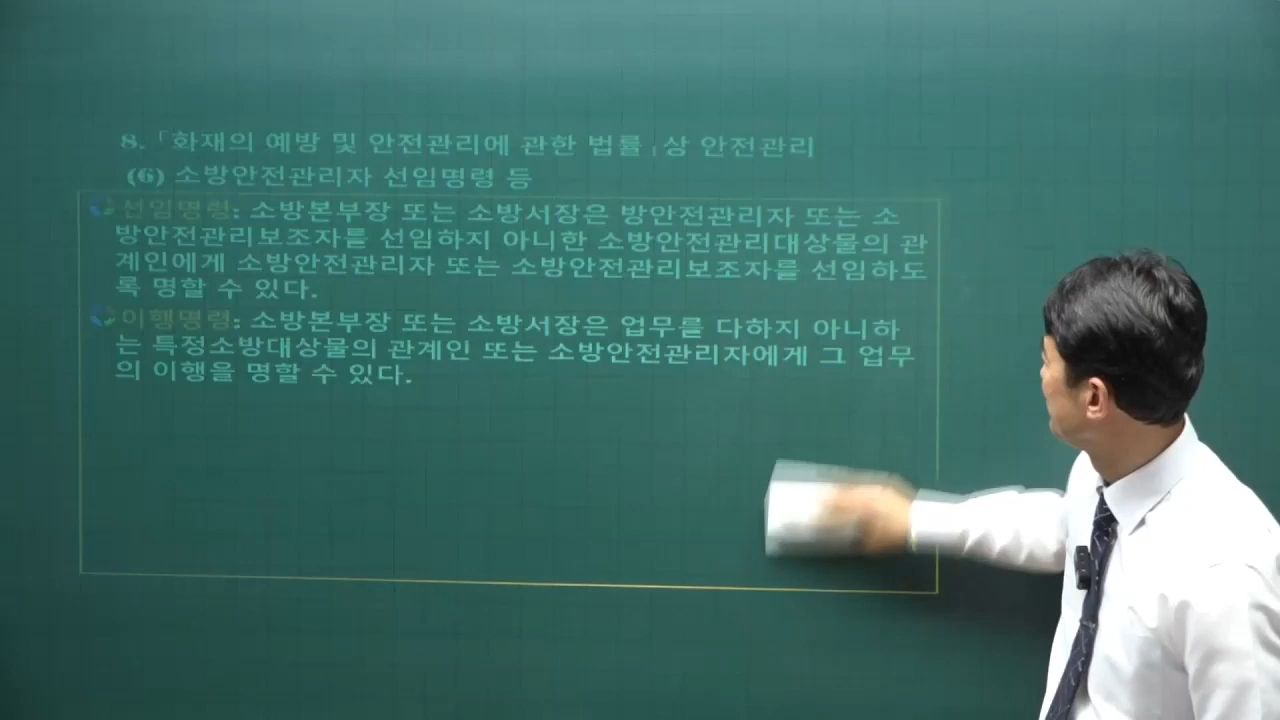 8. 「화재의 예방 및 안전관리에 관한 법률」상 안전관리
(6) 소방안전관리자 선임명령 등
선임명령: 소방본부장 또는 소방서장은 방안전관리자 또는 소
방안전관리보조자를 선임하지 아니한 소방안전관리대상물의 관
계인에게 소방안전관리자 또는 소방안전관리보조자를 선임하도
록 명할 수 있다.
이행명령: 소방본부장 또는 소방서장은 업무를 다하지 아니하
는 특정소방대상물의 관계인 또는 소방안전관리자에게 그 업무
의 이행을 명할 수 있다.